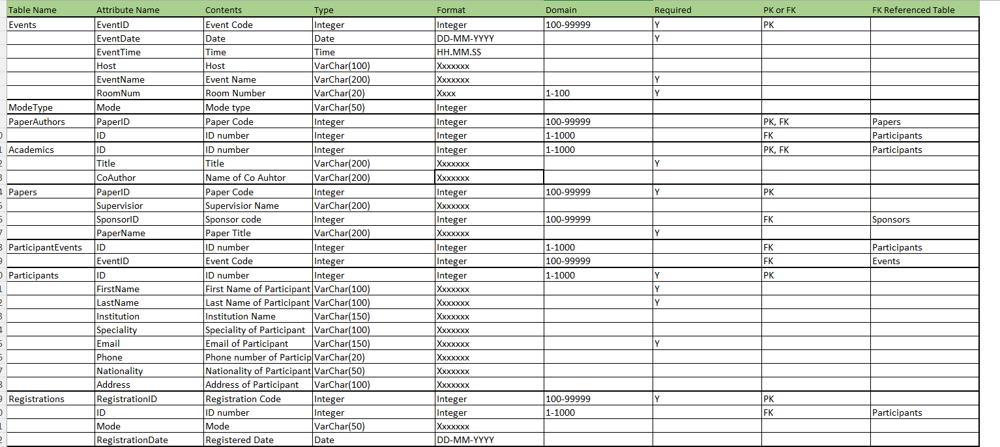 Table Name Attribute Name Contents Type Format Domain Required PK or FK FK Referenced Table
Events EventID Event Code Integer Integer 100-99999 Y PK
EventDate Date Date DD-MM-YYYY Y
EventTime Time Time HH.MM.SS
Host Host VarChar(100) Xxxxxxx
EventName Event Name VarChar(200) Xxxxxxx Y
RoomNum Room Number VarChar(20) Xxxx 1-100 Y
ModeType Mode Mode type VarChar(50) Integer
PaperAuthors PaperID Paper Code Integer Integer 100-99999 PK, FK Papers
ID ID number Integer Integer 1-1000 FK Participants
Academics ID ID number Integer Integer 1-1000 PK, FK Participants
Title Title VarChar(200) Xxxxxxx Y
CoAuthor Name of Co Auhtor VarChar(200) Xxxxxxx
Papers PaperID Paper Code Integer Integer 100-99999 Y PK
Supervisior Supervisior Name VarChar(200) Xxxxxxx
SponsorID Sponsor code Integer Integer 100-99999 FK Sponsors
PaperName Paper Title VarChar(200) Xxxxxxx Y
ParticipantEvents ID ID number Integer Integer 1-1000 FK Participants
EventID Event Code Integer Integer 100-99999 FK Events
Participants ID ID number Integer Integer 1-1000 Y PK
FirstName First Name of Participant VarChar(100) Xxxxxxx Y
LastName Last Name of Participant VarChar(100) Xxxxxxx Y
Institution Institution Name VarChar(150) Xxxxxxx
Speciality Speciality of Participant VarChar(100) Xxxxxxx
Email Email of Participant VarChar(150) Xxxxxxx Y
Phone Phone number of Particip VarChar(20) Xxxxxxx
Nationality Nationality of Participant VarChar(50) Xxxxxxx
Address Address of Participant VarChar(100) Xxxxxxx
Registrations RegistrationID Registration Code Integer Integer 100-99999 Y PK
ID ID number Integer Integer 1-1000 FK Participants
Mode Mode VarChar(50) Xxxxxxx
RegistrationDate Registered Date Date DD-MM-YYYY